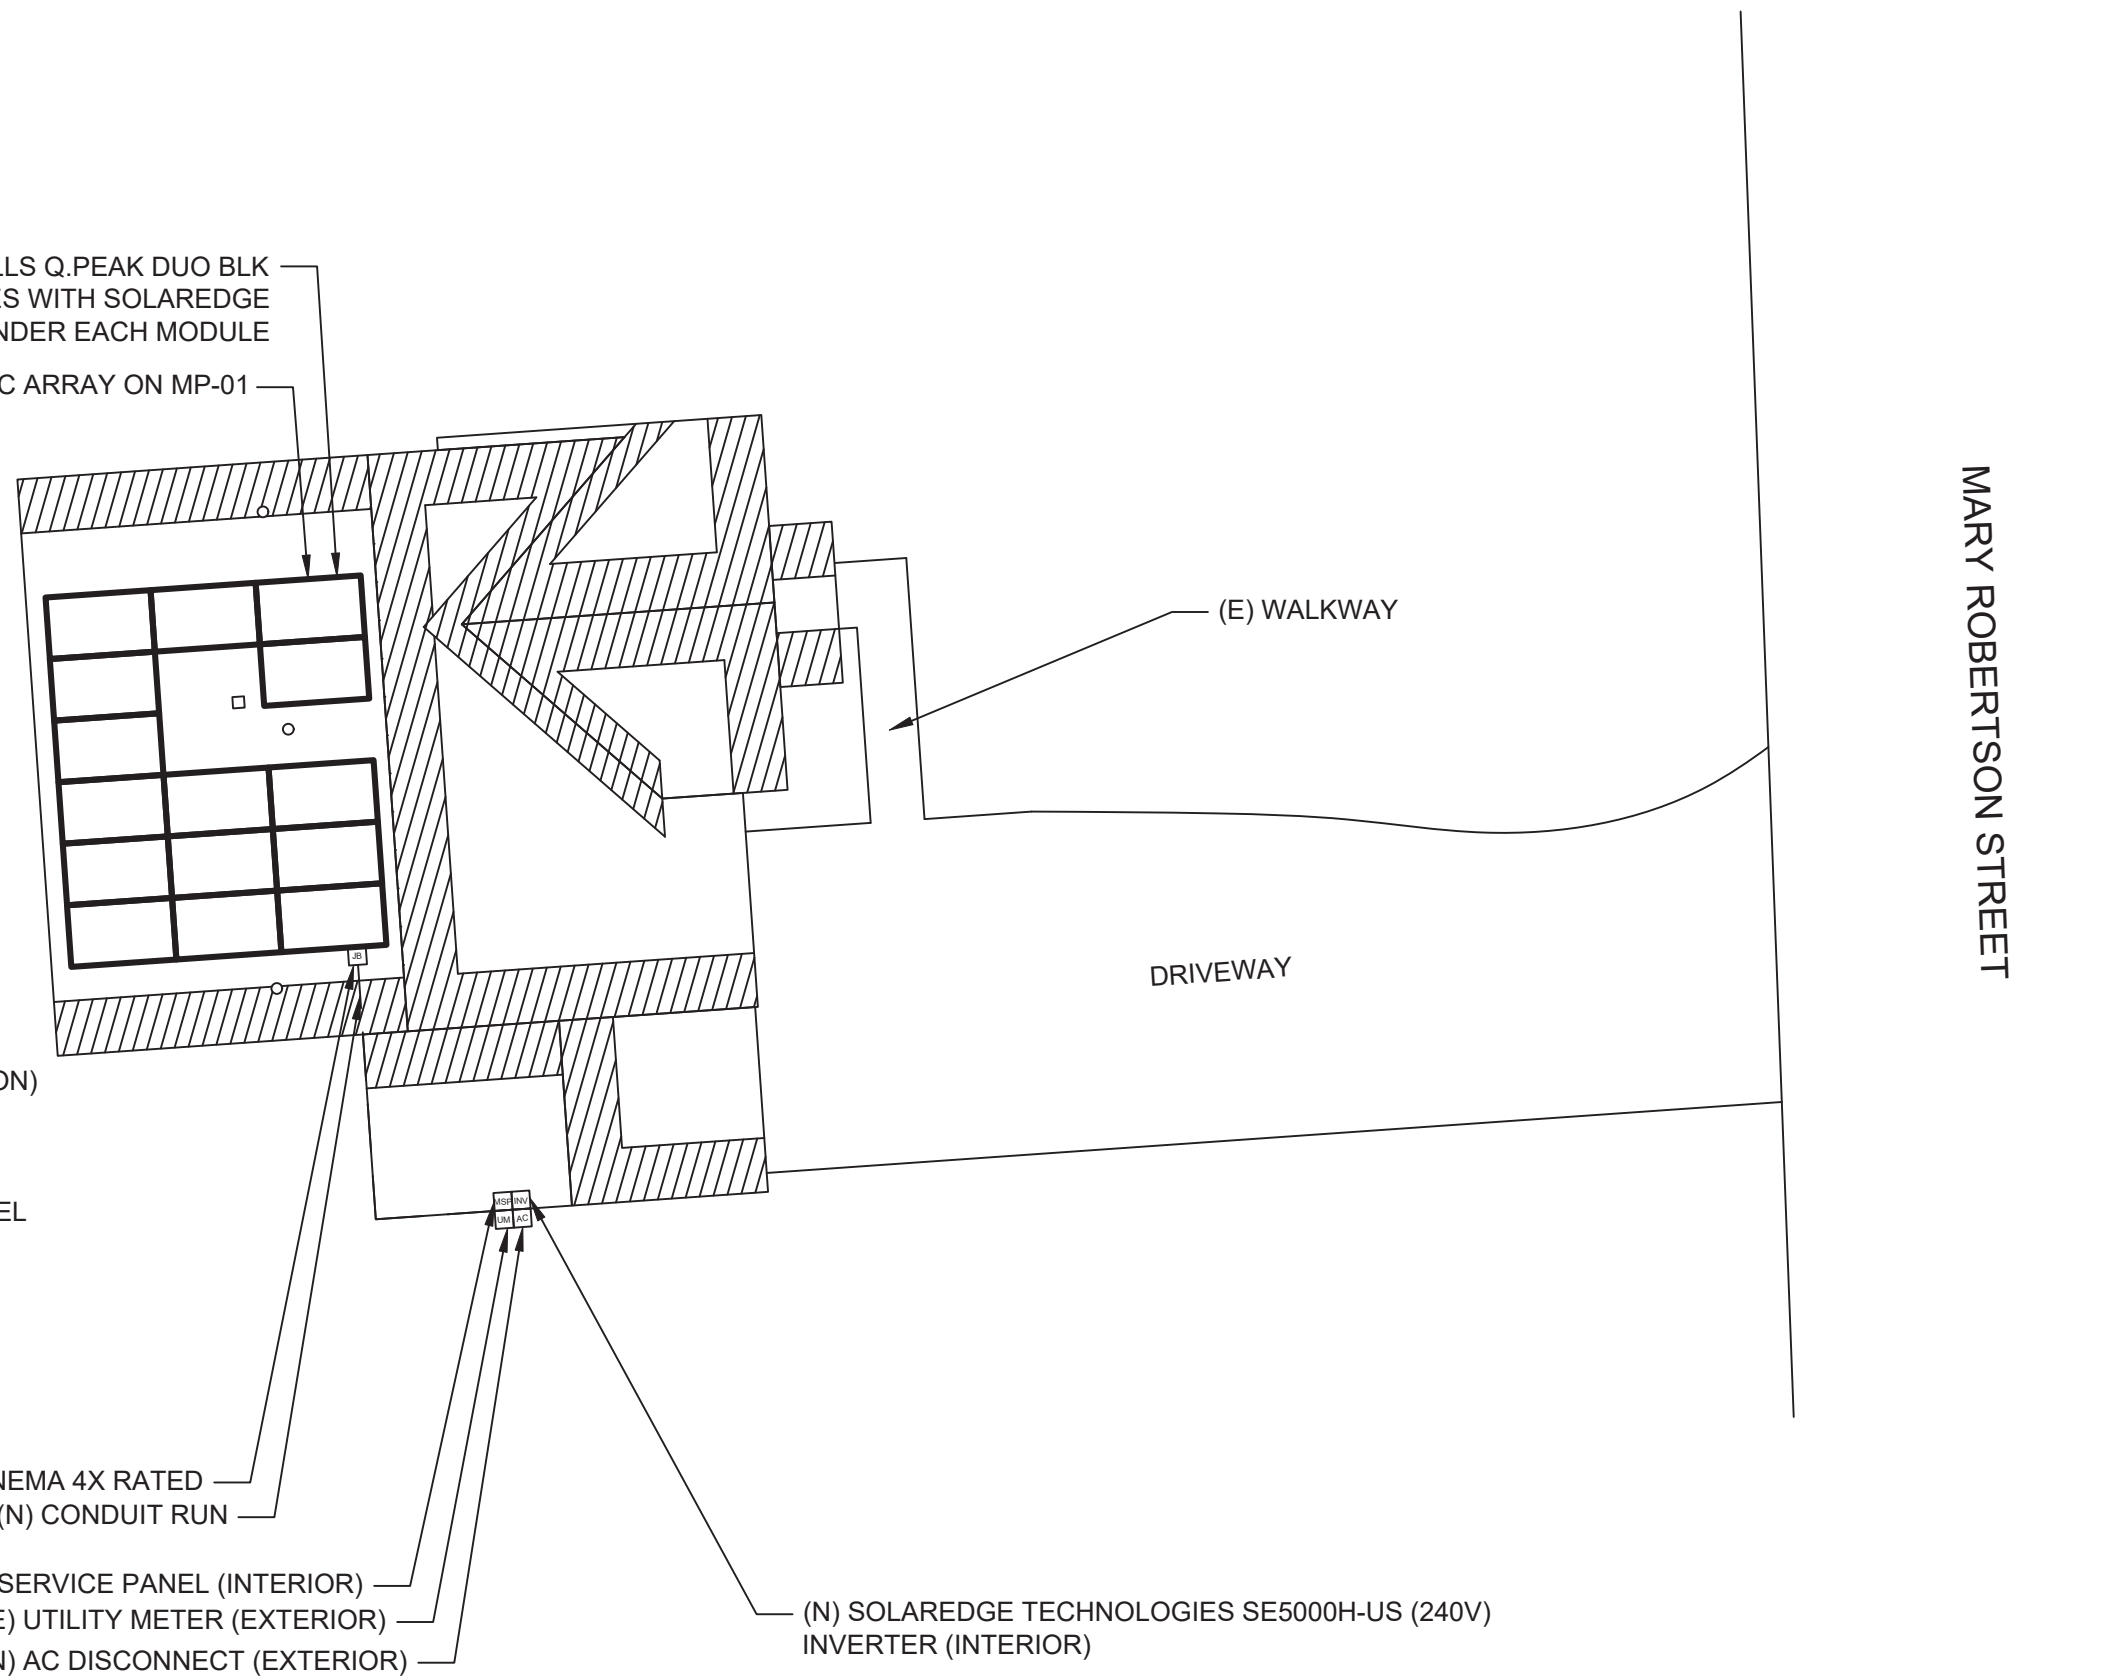 LLS Q.PEAK DUO BLK
ES WITH SOLAREDGE
NDER EACH MODULE
C ARRAY ON MP-01
(E) WALKWAY
MARY ROBERTSON STREET
DRIVEWAY
JB
ON)
EL
MSP INV
UM AC
NEMA 4X RATED
(N) CONDUIT RUN
SERVICE PANEL (INTERIOR)
E) UTILITY METER (EXTERIOR)
N) AC DISCONNECT (EXTERIOR)
(N) SOLAREDGE TECHNOLOGIES SE5000H-US (240V)
INVERTER (INTERIOR)